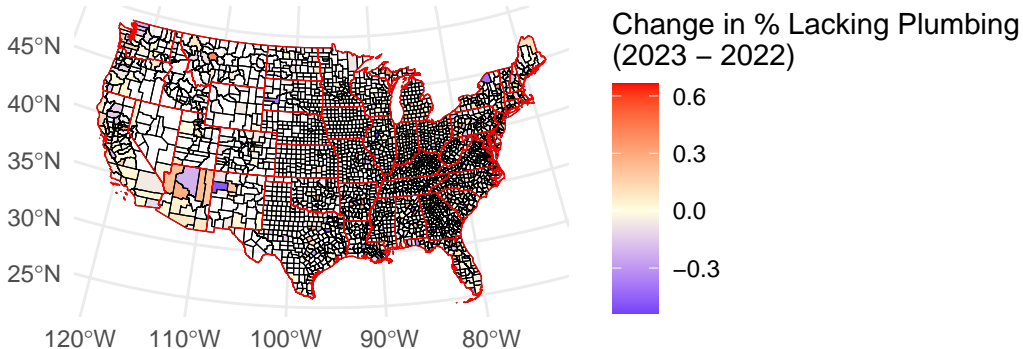 45°N
40°N
35°N
30°N
25°N
120°W 110°W 100°W 90°W 80°W
Change in % Lacking Plumbing
(2023 – 2022)
0.6
0.3
0.0
−0.3